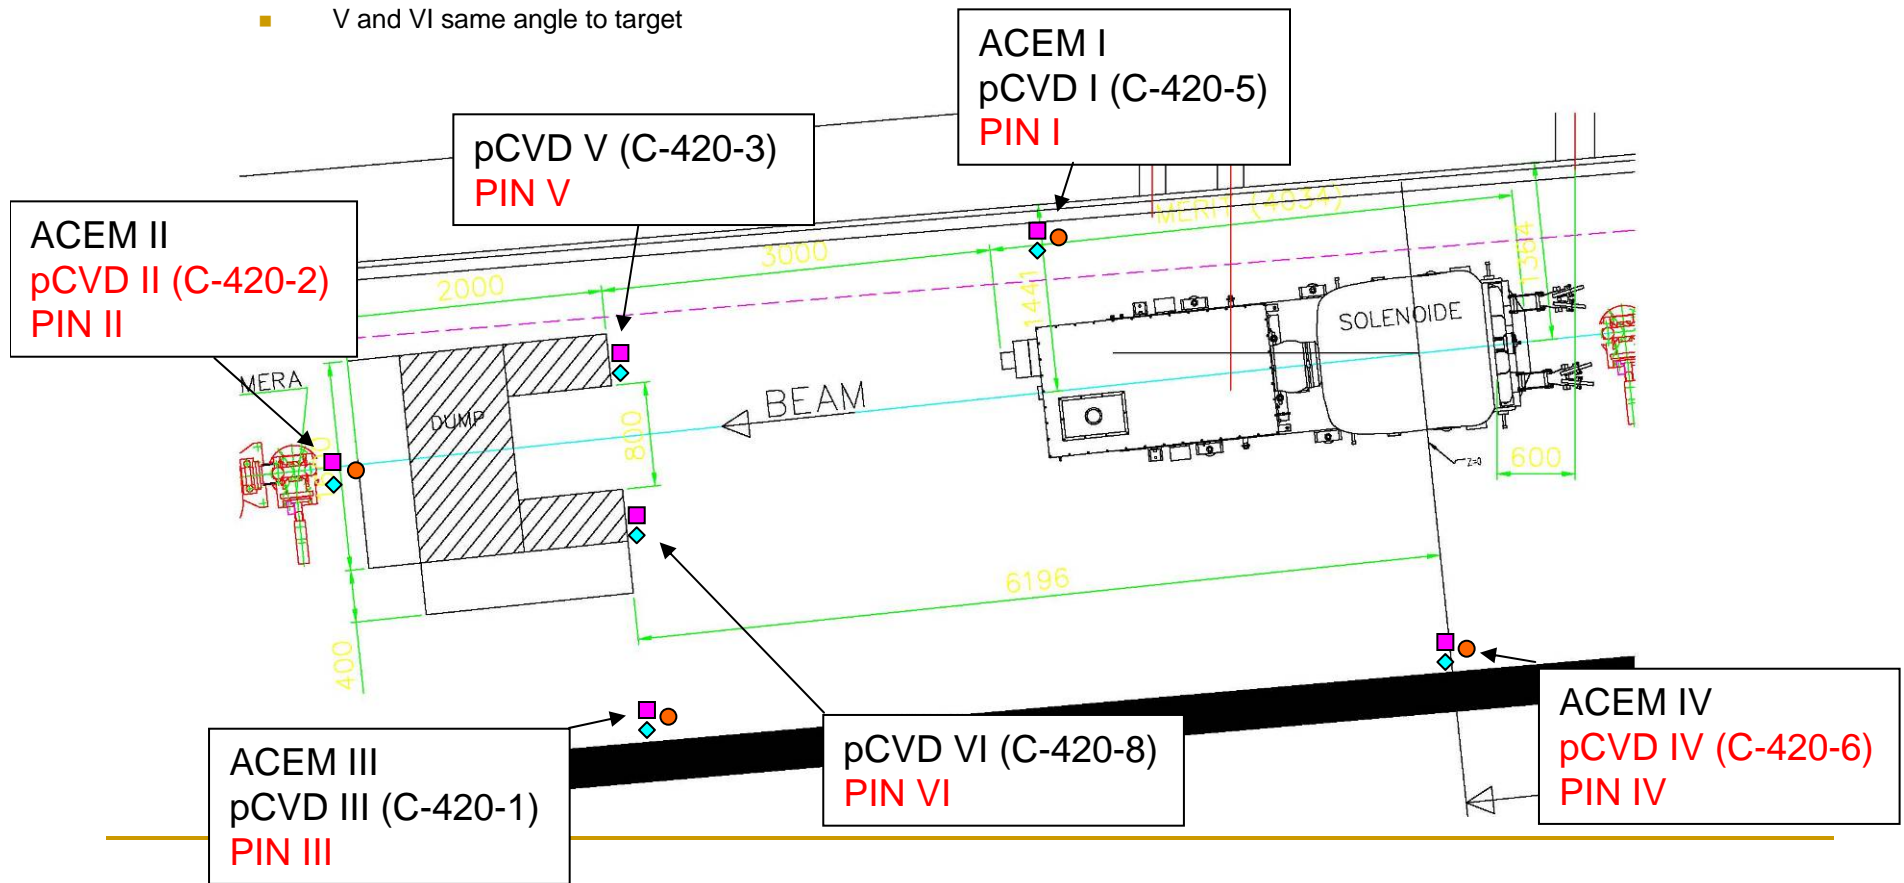 V and VI same angle to target
ACEM I
pCVD I (C-420-5)
PIN I
pCVD V (C-420-3)
PIN V
ACEM II
pCVD II (C-420-2)
PIN II
MERIT (4034)
3000
2000
1441
1364
SOLENOIDE
MERA
DUMP
BEAM
800
Z=0
600
6196
400
ACEM III
pCVD III (C-420-1)
PIN III
pCVD VI (C-420-8)
PIN VI
ACEM IV
pCVD IV (C-420-6)
PIN IV